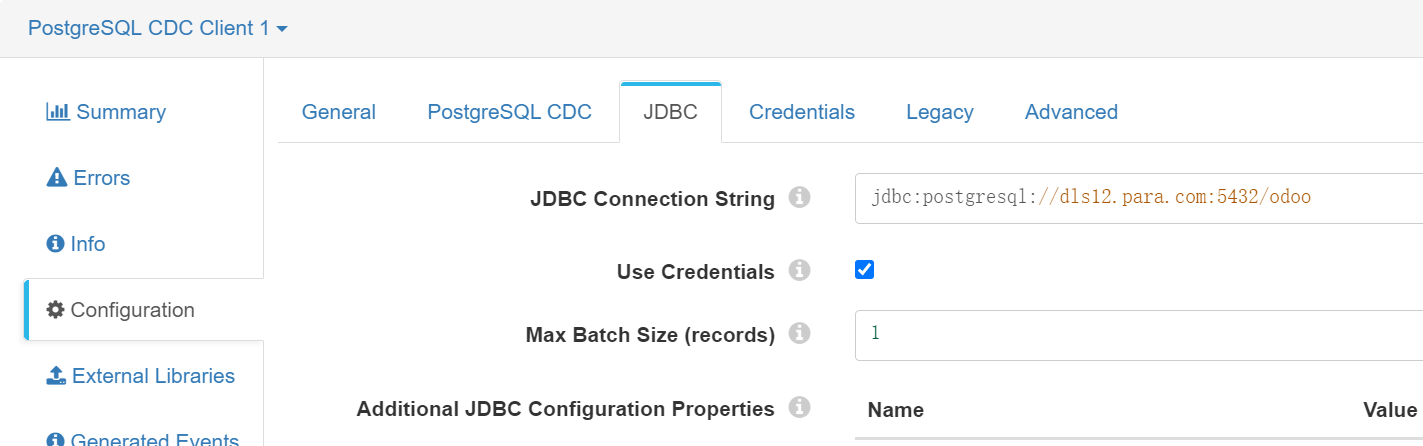 PostgreSQL CDC Client 1
Summary
Errors
Info
Configuration
External Libraries
Generated Events
General PostgreSQL CDC JDBC Credentials Legacy Advanced
JDBC Connection String jdbc:postgresql://dls12.para.com:5432/odoo
Use Credentials
Max Batch Size (records) 1
Additional JDBC Configuration Properties Name Value